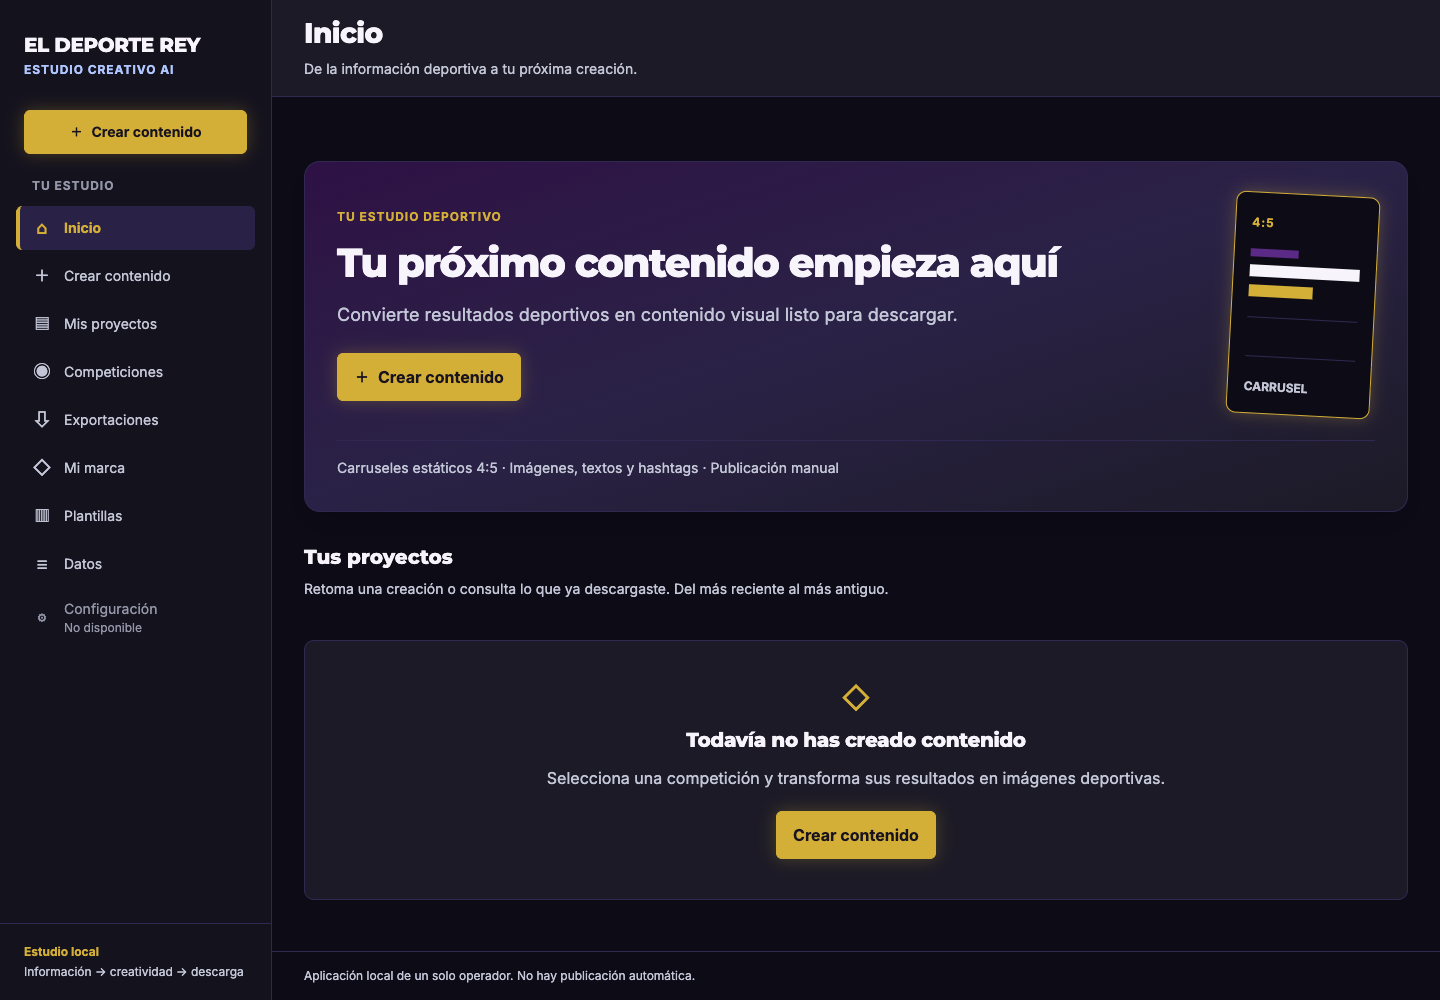 EL DEPORTE REY
ESTUDIO CREATIVO AI
+ Crear contenido
TU ESTUDIO
Inicio
Crear contenido
Mis proyectos
Competiciones
Exportaciones
Mi marca
Plantillas
Datos
Configuración
No disponible
Estudio local
Información → creatividad → descarga
Inicio
De la información deportiva a tu próxima creación.
TU ESTUDIO DEPORTIVO
Tu próximo contenido empieza aquí
Convierte resultados deportivos en contenido visual listo para descargar.
+ Crear contenido
4:5
CARRUSEL
Carruseles estáticos 4:5 · Imágenes, textos y hashtags · Publicación manual
Tus proyectos
Retoma una creación o consulta lo que ya descargaste. Del más reciente al más antiguo.
Todavía no has creado contenido
Selecciona una competición y transforma sus resultados en imágenes deportivas.
Crear contenido
Aplicación local de un solo operador. No hay publicación automática.